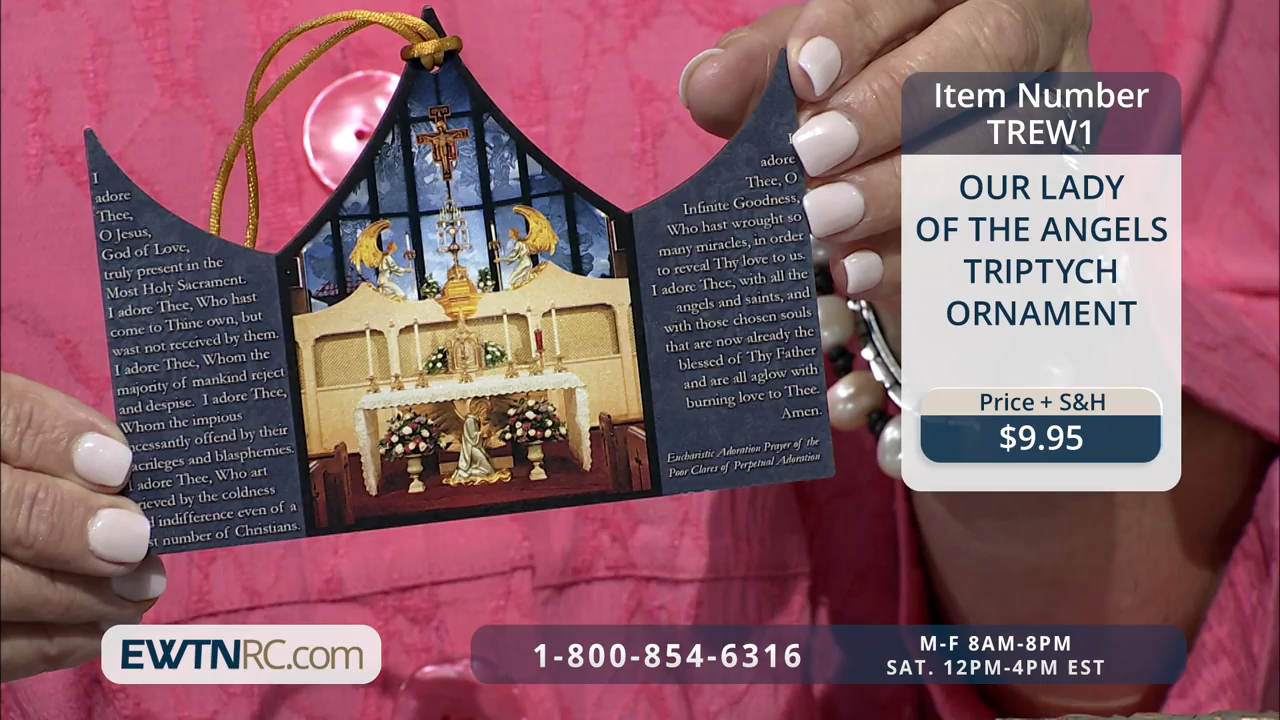 I
adore
Thee,
O Jesus,
God of Love,
truly present in the
Most Holy Sacrament.
I adore Thee, Who hast
come to Thine own, but
wast not received by them.
I adore Thee, Whom the
majority of mankind reject
and despise. I adore Thee,
Whom the impious
ncessantly offend by their
acrileges and blasphemies.
adore Thee, Who art
rieved by the coldness
d indifference even of a
st number of Christians.
I
adore
Thee, O
Infinite Goodness,
Who hast wrought so
many miracles, in order
to reveal Thy love to us.
I adore Thee, with all the
angels and saints, and
with those chosen souls
that are now already the
blessed of Thy Father
and are all aglow with
burning love to Thee.
Amen.
Eucharistic Adoration Prayer of the
Poor Clares of Perpetual Adoration
Item Number
TREW1
OUR LADY
OF THE ANGELS
TRIPTYCH
ORNAMENT
Price + S&H
$9.95
EWTNRC.com
1-800-854-6316
M-F 8AM-8PM
SAT. 12PM-4PM EST